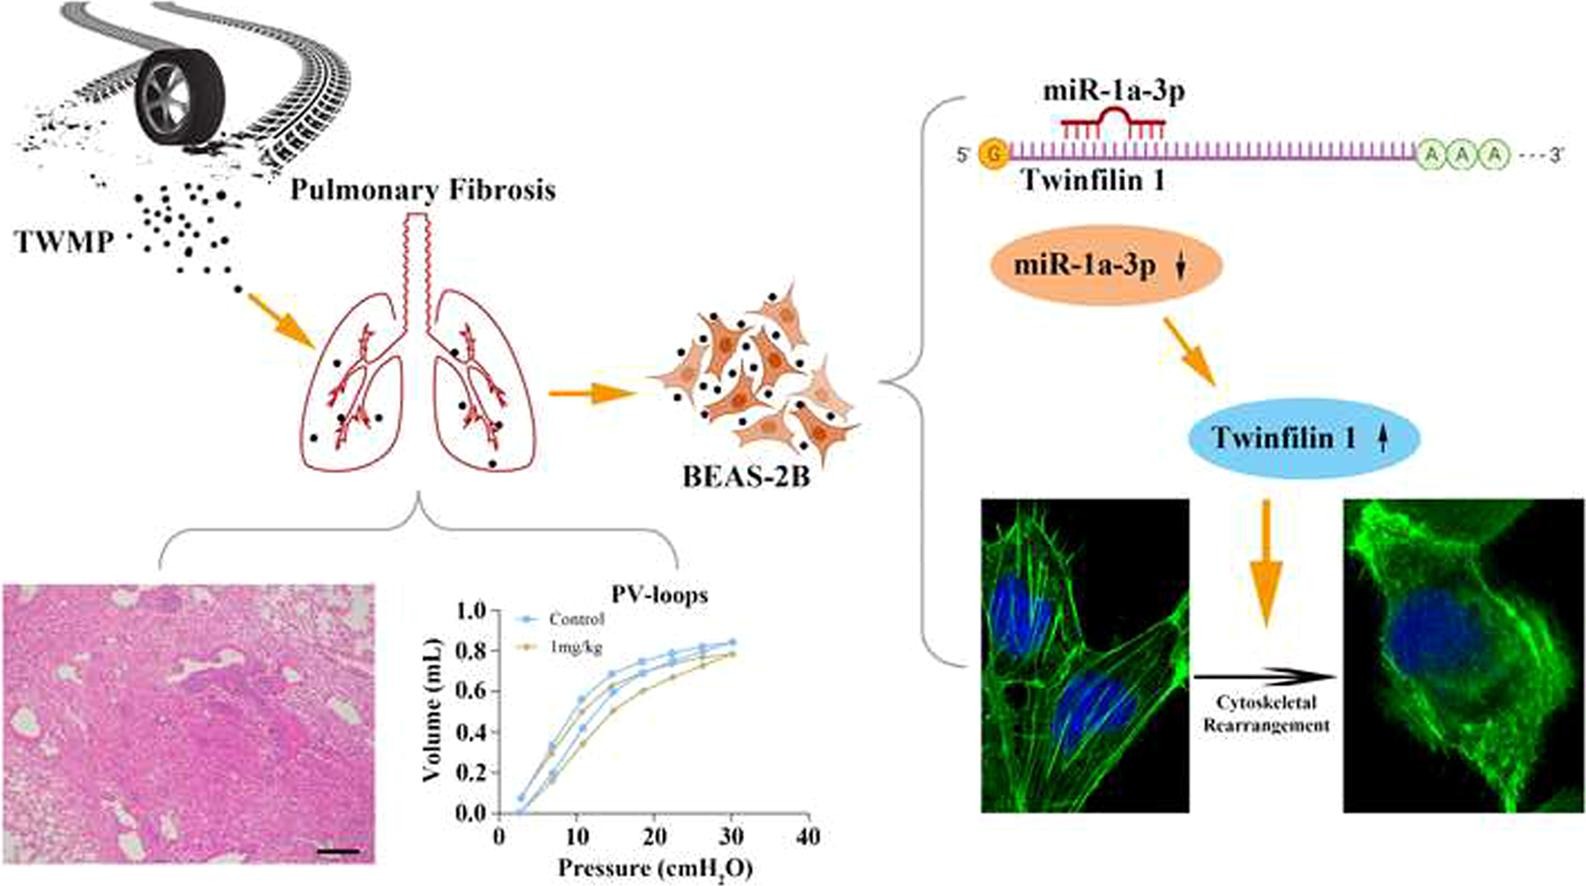 TWMP
Pulmonary Fibrosis
BEAS-2B
PV-loops
Control
1mg/kg
Volume (mL)
1.0
0.8
0.6
0.4
0.2
0.0
0 10 20 30 40
Pressure (cmH₂O)
miR-1a-3p
5' G A A A ---3'
Twinfilin 1
miR-1a-3p ↓
Twinfilin 1 ↑
Cytoskeletal
Rearrangement